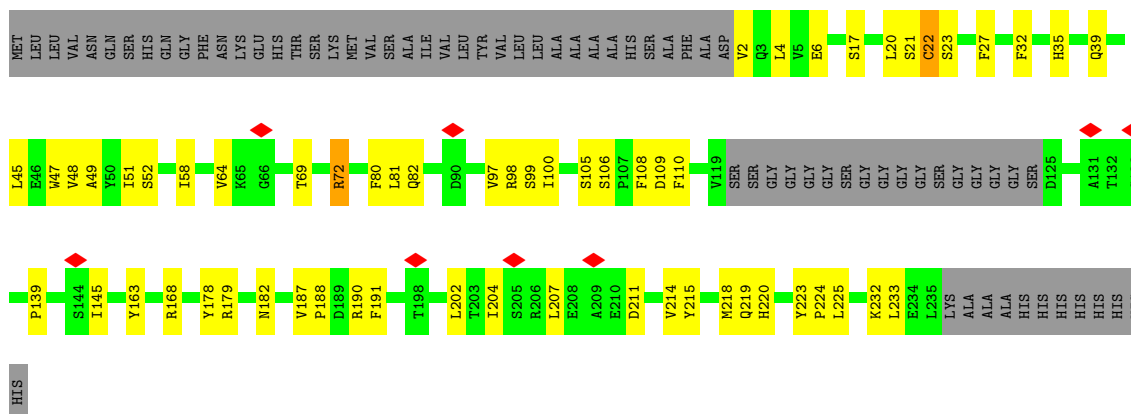 MET LEU LEU VAL ASN GLN SER HIS GLN GLY PHE ASN LYS GLU HIS THR SER LYS MET VAL SER ALA ILE VAL LEU TYR VAL LEU LEU ALA ALA ALA ALA HIS SER ALA PHE ALA ASP V2 Q3 L4 V5 E6 S17 L20 S21 C22 S23 F27 F32 H35 Q39
L45 E46 W47 V48 A49 Y50 I51 S52 I58 V64 K65 G66 T69 R72 F80 L81 Q82 D90 V97 R98 S99 I100 S105 S106 P107 F108 D109 F110 V119 SER SER GLY GLY GLY GLY SER GLY GLY GLY GLY SER GLY GLY GLY GLY SER D125 A131 T132
P139 S144 I145 Y163 R168 Y178 R179 N182 V187 P188 D189 R190 F191 T198 L202 T203 I204 S205 R206 L207 E208 A209 E210 D211 V214 Y215 M218 Q219 H220 Y223 P224 L225 K232 L233 E234 L235 LYS ALA ALA ALA HIS HIS HIS HIS HIS HIS
HIS